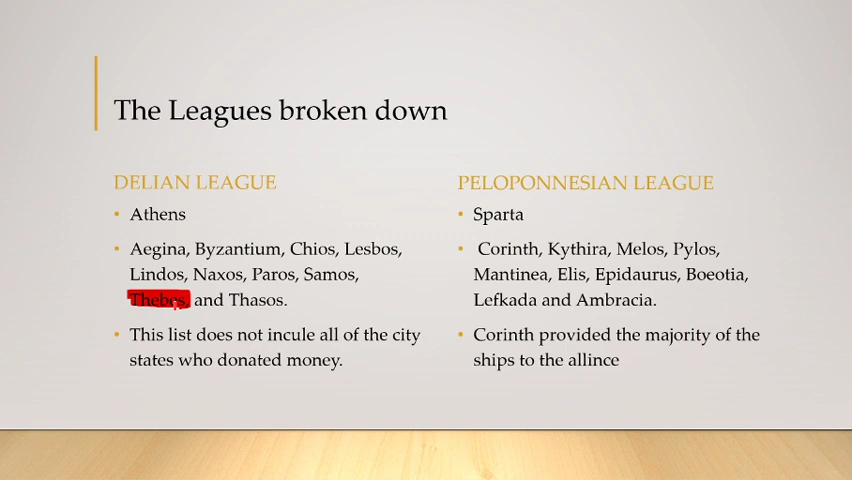 The Leagues broken down
DELIAN LEAGUE
• Athens
• Aegina, Byzantium, Chios, Lesbos,
Lindos, Naxos, Paros, Samos,
Thebes, and Thasos.
• This list does not incule all of the city
states who donated money.
PELOPONNESIAN LEAGUE
• Sparta
• Corinth, Kythira, Melos, Pylos,
Mantinea, Elis, Epidaurus, Boeotia,
Lefkada and Ambracia.
• Corinth provided the majority of the
ships to the allince